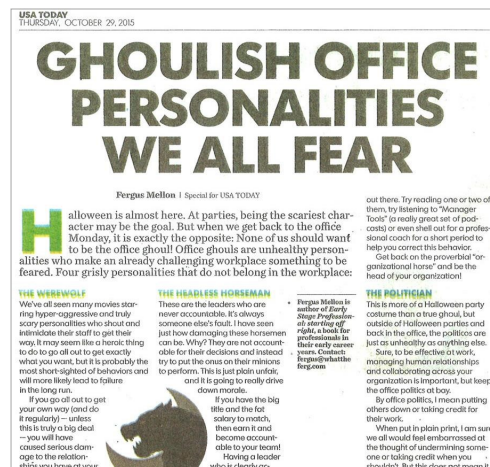 USA TODAY
THURSDAY, OCTOBER 29, 2015
GHOULISH OFFICE
PERSONALITIES
WE ALL FEAR
Fergus Mellon | Special for USA TODAY
Halloween is almost here. At parties, being the scariest char-
acter may be the goal. But when we get back to the office
Monday, it is exactly the opposite: None of us should want
to be the office ghoul! Office ghouls are unhealthy person-
alities who make an already challenging workplace something to be
feared. Four grisly personalities that do not belong in the workplace:
THE WEREWOLF
We've all seen many movies star-
ring hyper-aggressive and truly
scary personalities who shout and
intimidate their staff to get their
way. It may seem like a heroic thing
to do to go all out to get exactly
what you want, but it is probably the
most short-sighted of behaviors and
will more likely lead to failure
in the long run.
If you go all out to get
your own way (and do
it regularly) — unless
this is truly a big deal
— you will have
caused serious dam-
age to the relation-
ships you have at your
THE HEADLESS HORSEMAN
These are the leaders who are
never accountable. It's always
someone else's fault. I have seen
just how damaging these horsemen
can be. Why? They are not account-
able for their decisions and instead
try to put the onus on their minions
to perform. This is just plain unfair,
and it is going to really drive
down morale.
If you have the big
title and the fat
salary to match,
then earn it and
become account-
able to your team!
Having a leader
who is clearly ac-
Fergus Mellon is
author of Early
Stage Profession-
al: starting off
right, a book for
professionals in
their early career
years. Contact:
fergus@whatthe
ferg.com
out there. Try reading one or two of
them, try listening to "Manager
Tools" (a really great set of pod-
casts) or even shell out for a profes-
sional coach for a short period to
help you correct this behavior.
Get back on the proverbial "or-
ganizational horse" and be the
head of your organization!
THE POLITICIAN
This is more of a Halloween party
costume than a true ghoul, but
outside of Halloween parties and
back in the office, the politicos are
just as unhealthy as anything else.
Sure, to be effective at work,
managing human relationships
and collaborating across your
organization is important, but keep
the office politics at bay.
By office politics, I mean putting
others down or taking credit for
their work.
When put in plain print, I am sure
we all would feel embarrassed at
the thought of undermining some-
one or taking credit when you
shouldn't. But this does not mean it